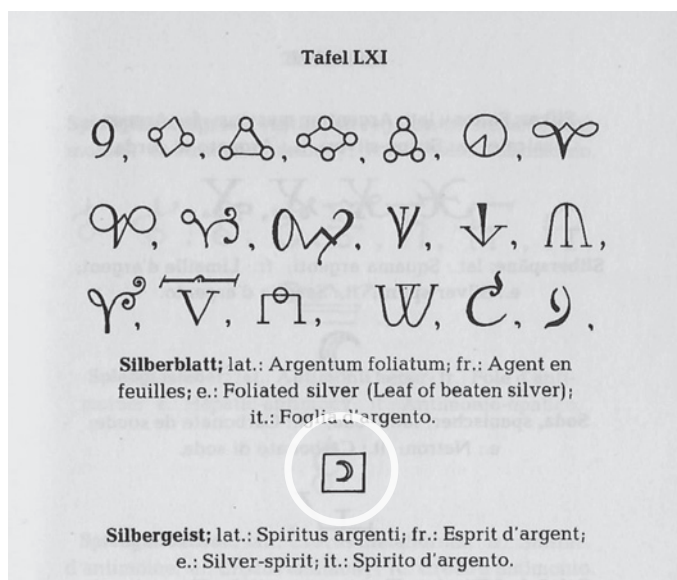 Tafel LXI
Silberblatt; lat.: Argentum foliatum; fr.: Agent en
feuilles; e.: Foliated silver (Leaf of beaten silver);
it.: Foglia d'argento.
Silbergeist; lat.: Spiritus argenti; fr.: Esprit d'argent;
e.: Silver-spirit; it.: Spirito d'argento.